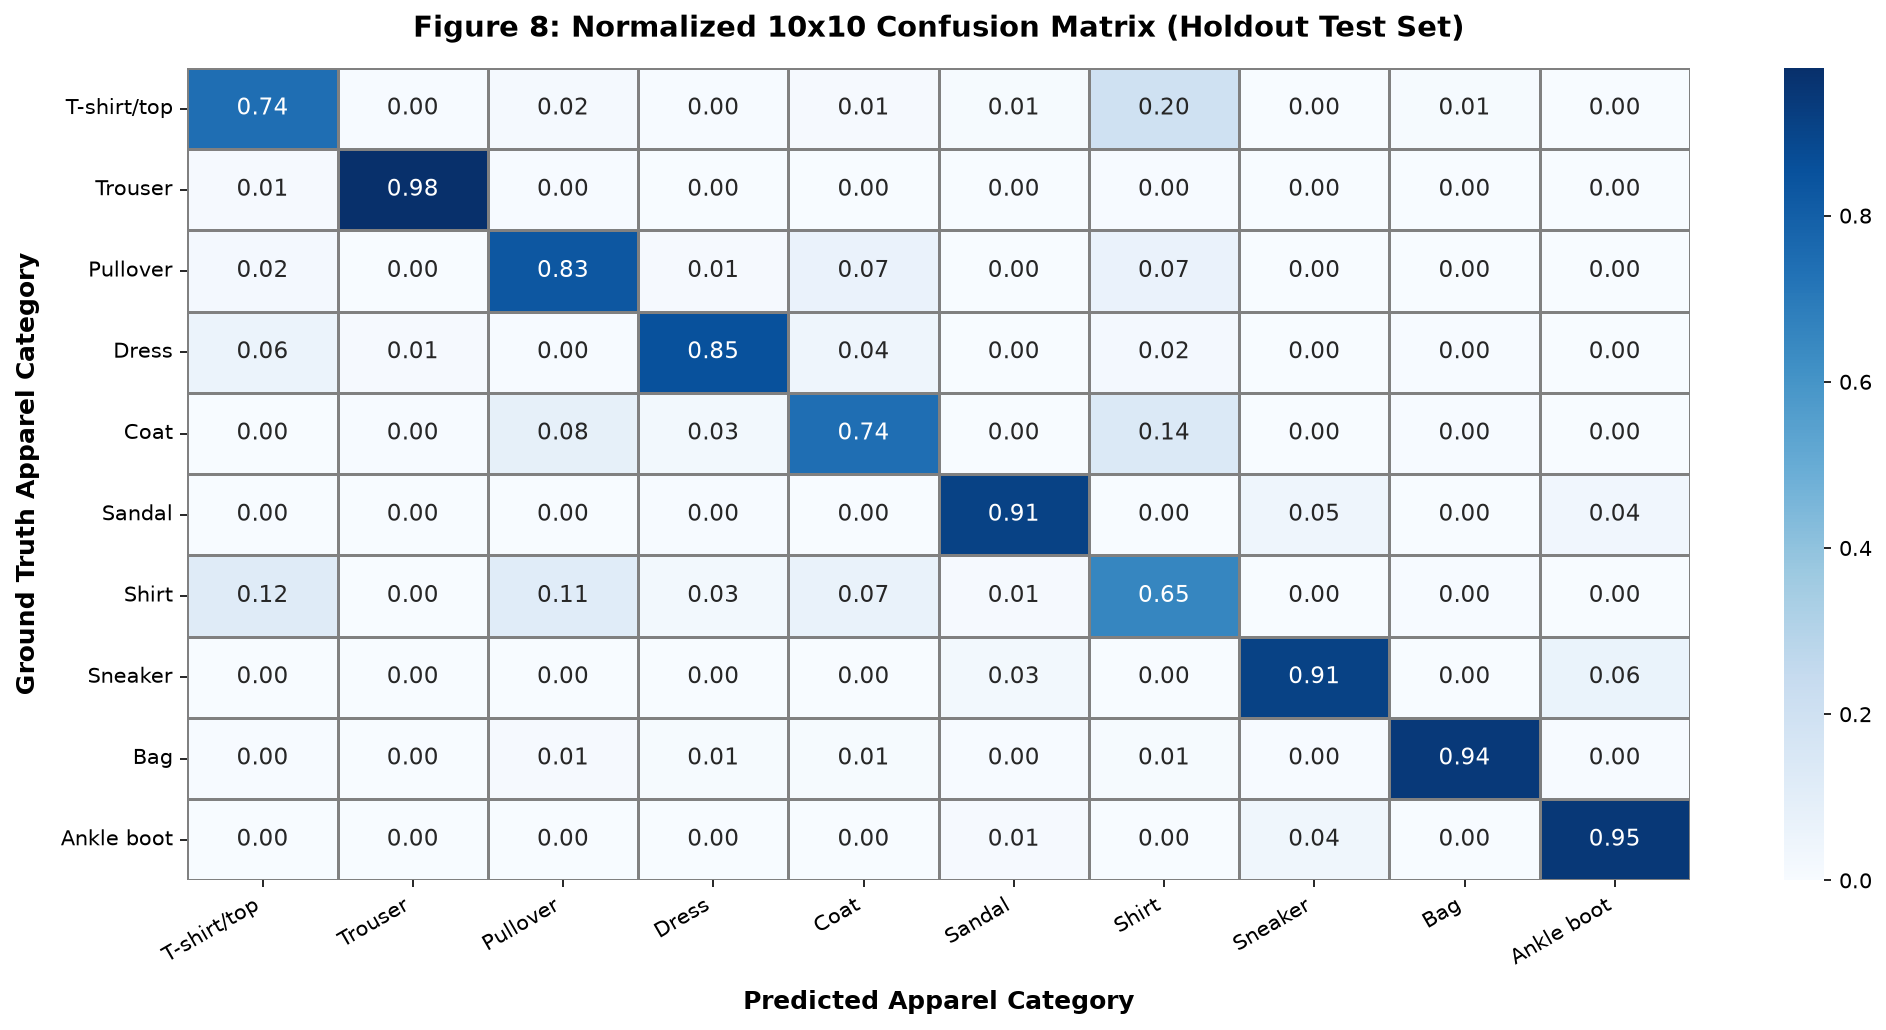 Figure 8: Normalized 10x10 Confusion Matrix (Holdout Test Set)
Ground Truth Apparel Category
T-shirt/top 0.74 0.00 0.02 0.00 0.01 0.01 0.20 0.00 0.01 0.00
Trouser 0.01 0.98 0.00 0.00 0.00 0.00 0.00 0.00 0.00 0.00
Pullover 0.02 0.00 0.83 0.01 0.07 0.00 0.07 0.00 0.00 0.00
Dress 0.06 0.01 0.00 0.85 0.04 0.00 0.02 0.00 0.00 0.00
Coat 0.00 0.00 0.08 0.03 0.74 0.00 0.14 0.00 0.00 0.00
Sandal 0.00 0.00 0.00 0.00 0.00 0.91 0.00 0.05 0.00 0.04
Shirt 0.12 0.00 0.11 0.03 0.07 0.01 0.65 0.00 0.00 0.00
Sneaker 0.00 0.00 0.00 0.00 0.00 0.03 0.00 0.91 0.00 0.06
Bag 0.00 0.00 0.01 0.01 0.01 0.00 0.01 0.00 0.94 0.00
Ankle boot 0.00 0.00 0.00 0.00 0.00 0.01 0.00 0.04 0.00 0.95
T-shirt/top Trouser Pullover Dress Coat Sandal Shirt Sneaker Bag Ankle boot
Predicted Apparel Category
0.8
0.6
0.4
0.2
0.0